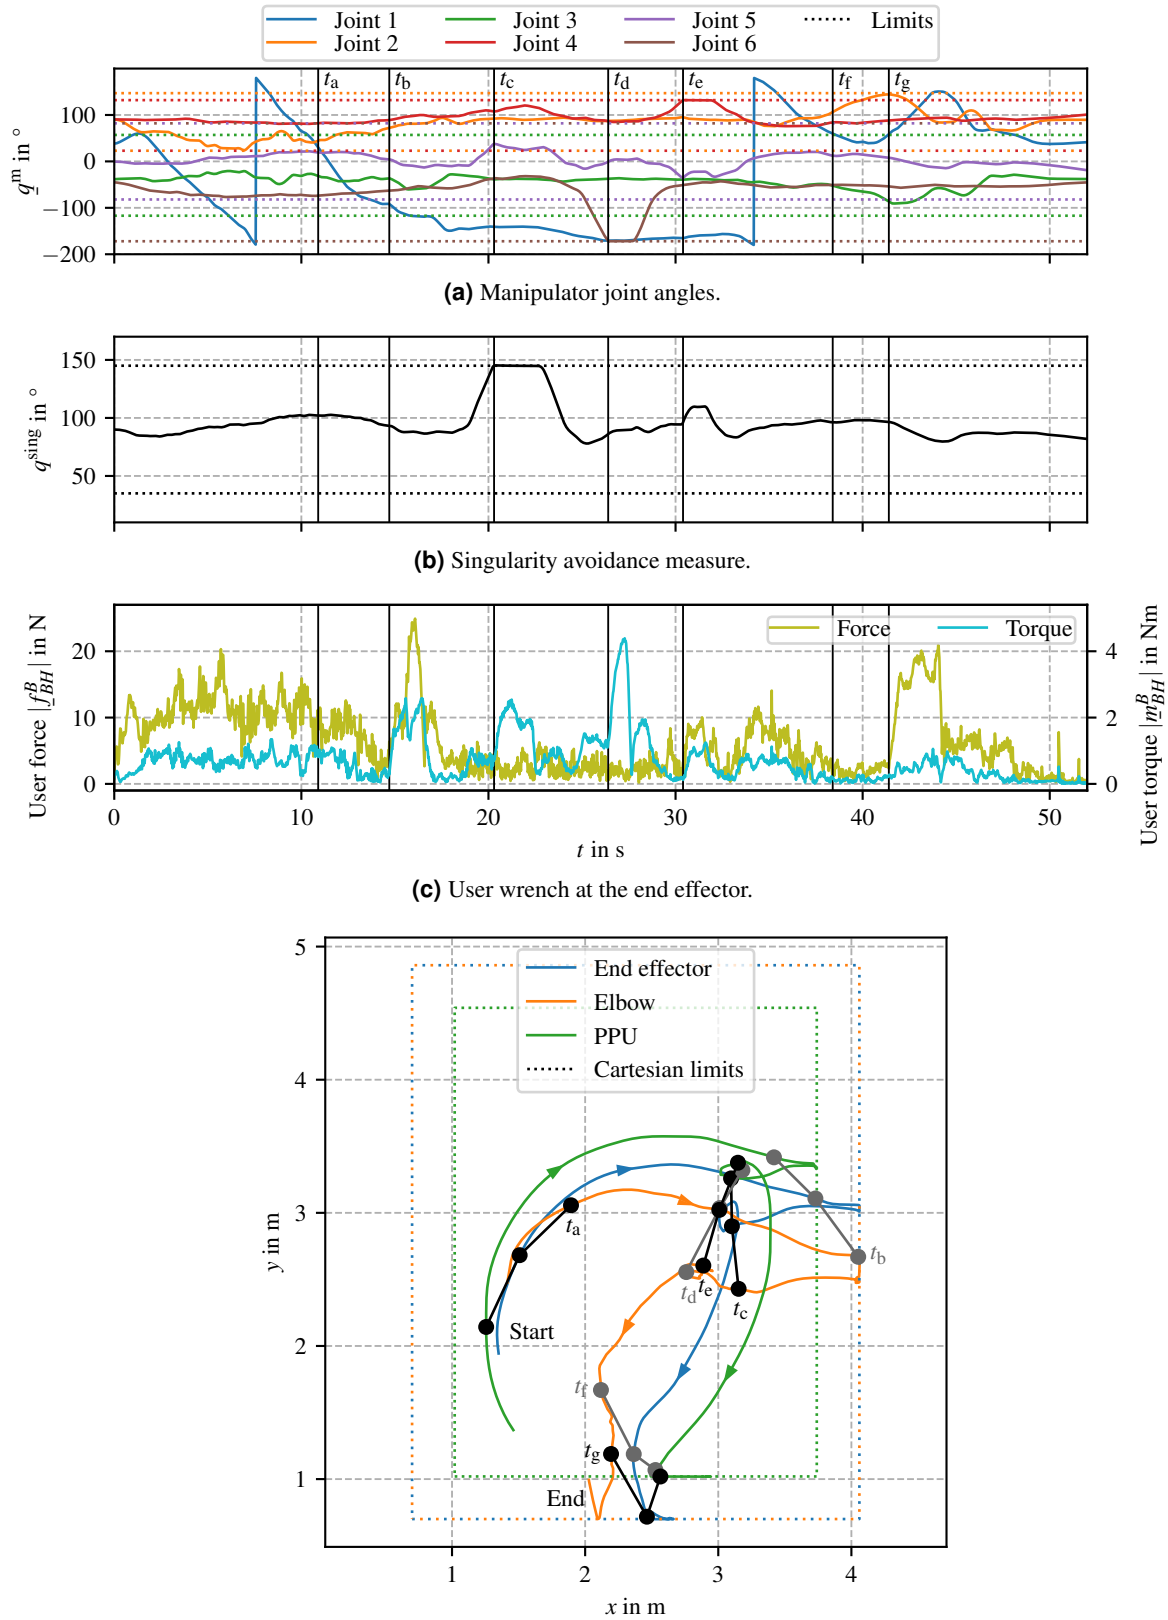 Joint 1 Joint 3 Joint 5 Limits
Joint 2 Joint 4 Joint 6
t_a t_b t_c t_d t_e t_f t_g
100
0
−100
−200
q^m in °
(a) Manipulator joint angles.
150
100
50
q^sing in °
(b) Singularity avoidance measure.
Force Torque
20
10
0
4
2
0
User force |f^B_BH| in N
User torque |m^B_BH| in Nm
0 10 20 30 40 50
t in s
(c) User wrench at the end effector.
End effector
Elbow
PPU
Cartesian limits
5
4
3
2
1
y in m
t_a
t_b
t_d
t_e
t_c
Start
t_f
t_g
End
1 2 3 4
x in m